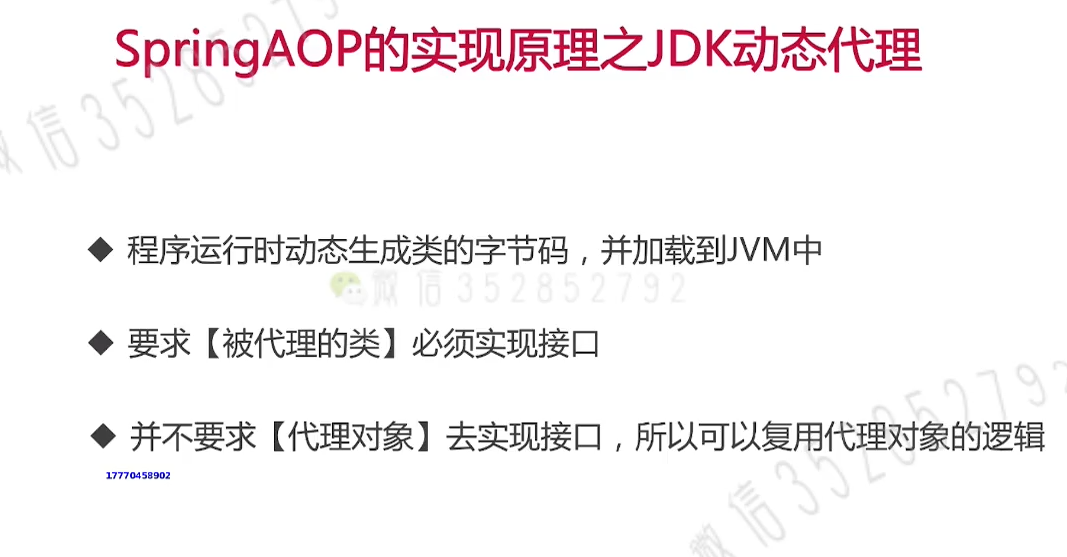 SpringAOP的实现原理之JDK动态代理
微信352852792
◆ 程序运行时动态生成类的字节码，并加载到JVM中
微信352852792
◆ 要求【被代理的类】必须实现接口
◆ 并不要求【代理对象】去实现接口，所以可以复用代理对象的逻辑
17770458902
微信352852792